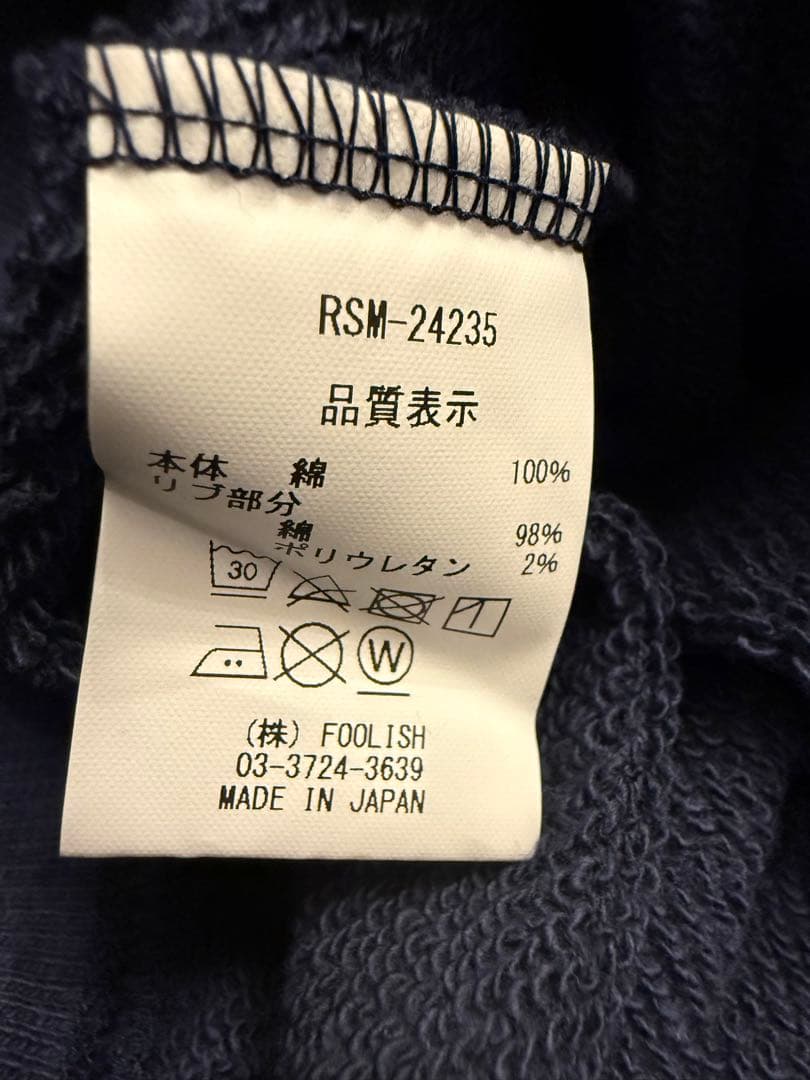 RSM-24235
品質表示
本体 綿 100%
リブ部分
綿 98%
ポリウレタン 2%
30
W
(株) FOOLISH
03-3724-3639
MADE IN JAPAN